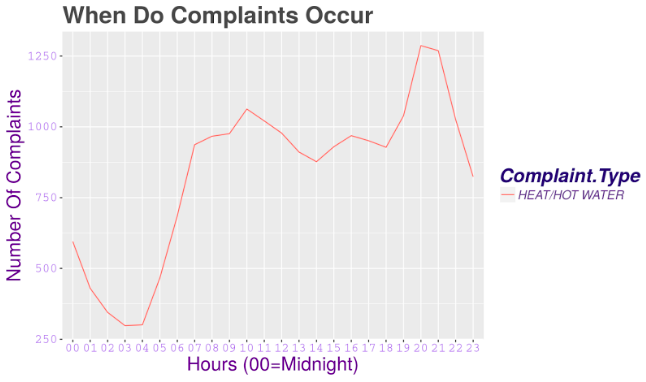 When Do Complaints Occur
Number Of Complaints
1250
1000
750
500
250
00 01 02 03 04 05 06 07 08 09 10 11 12 13 14 15 16 17 18 19 20 21 22 23
Hours (00=Midnight)
Complaint.Type
HEAT/HOT WATER